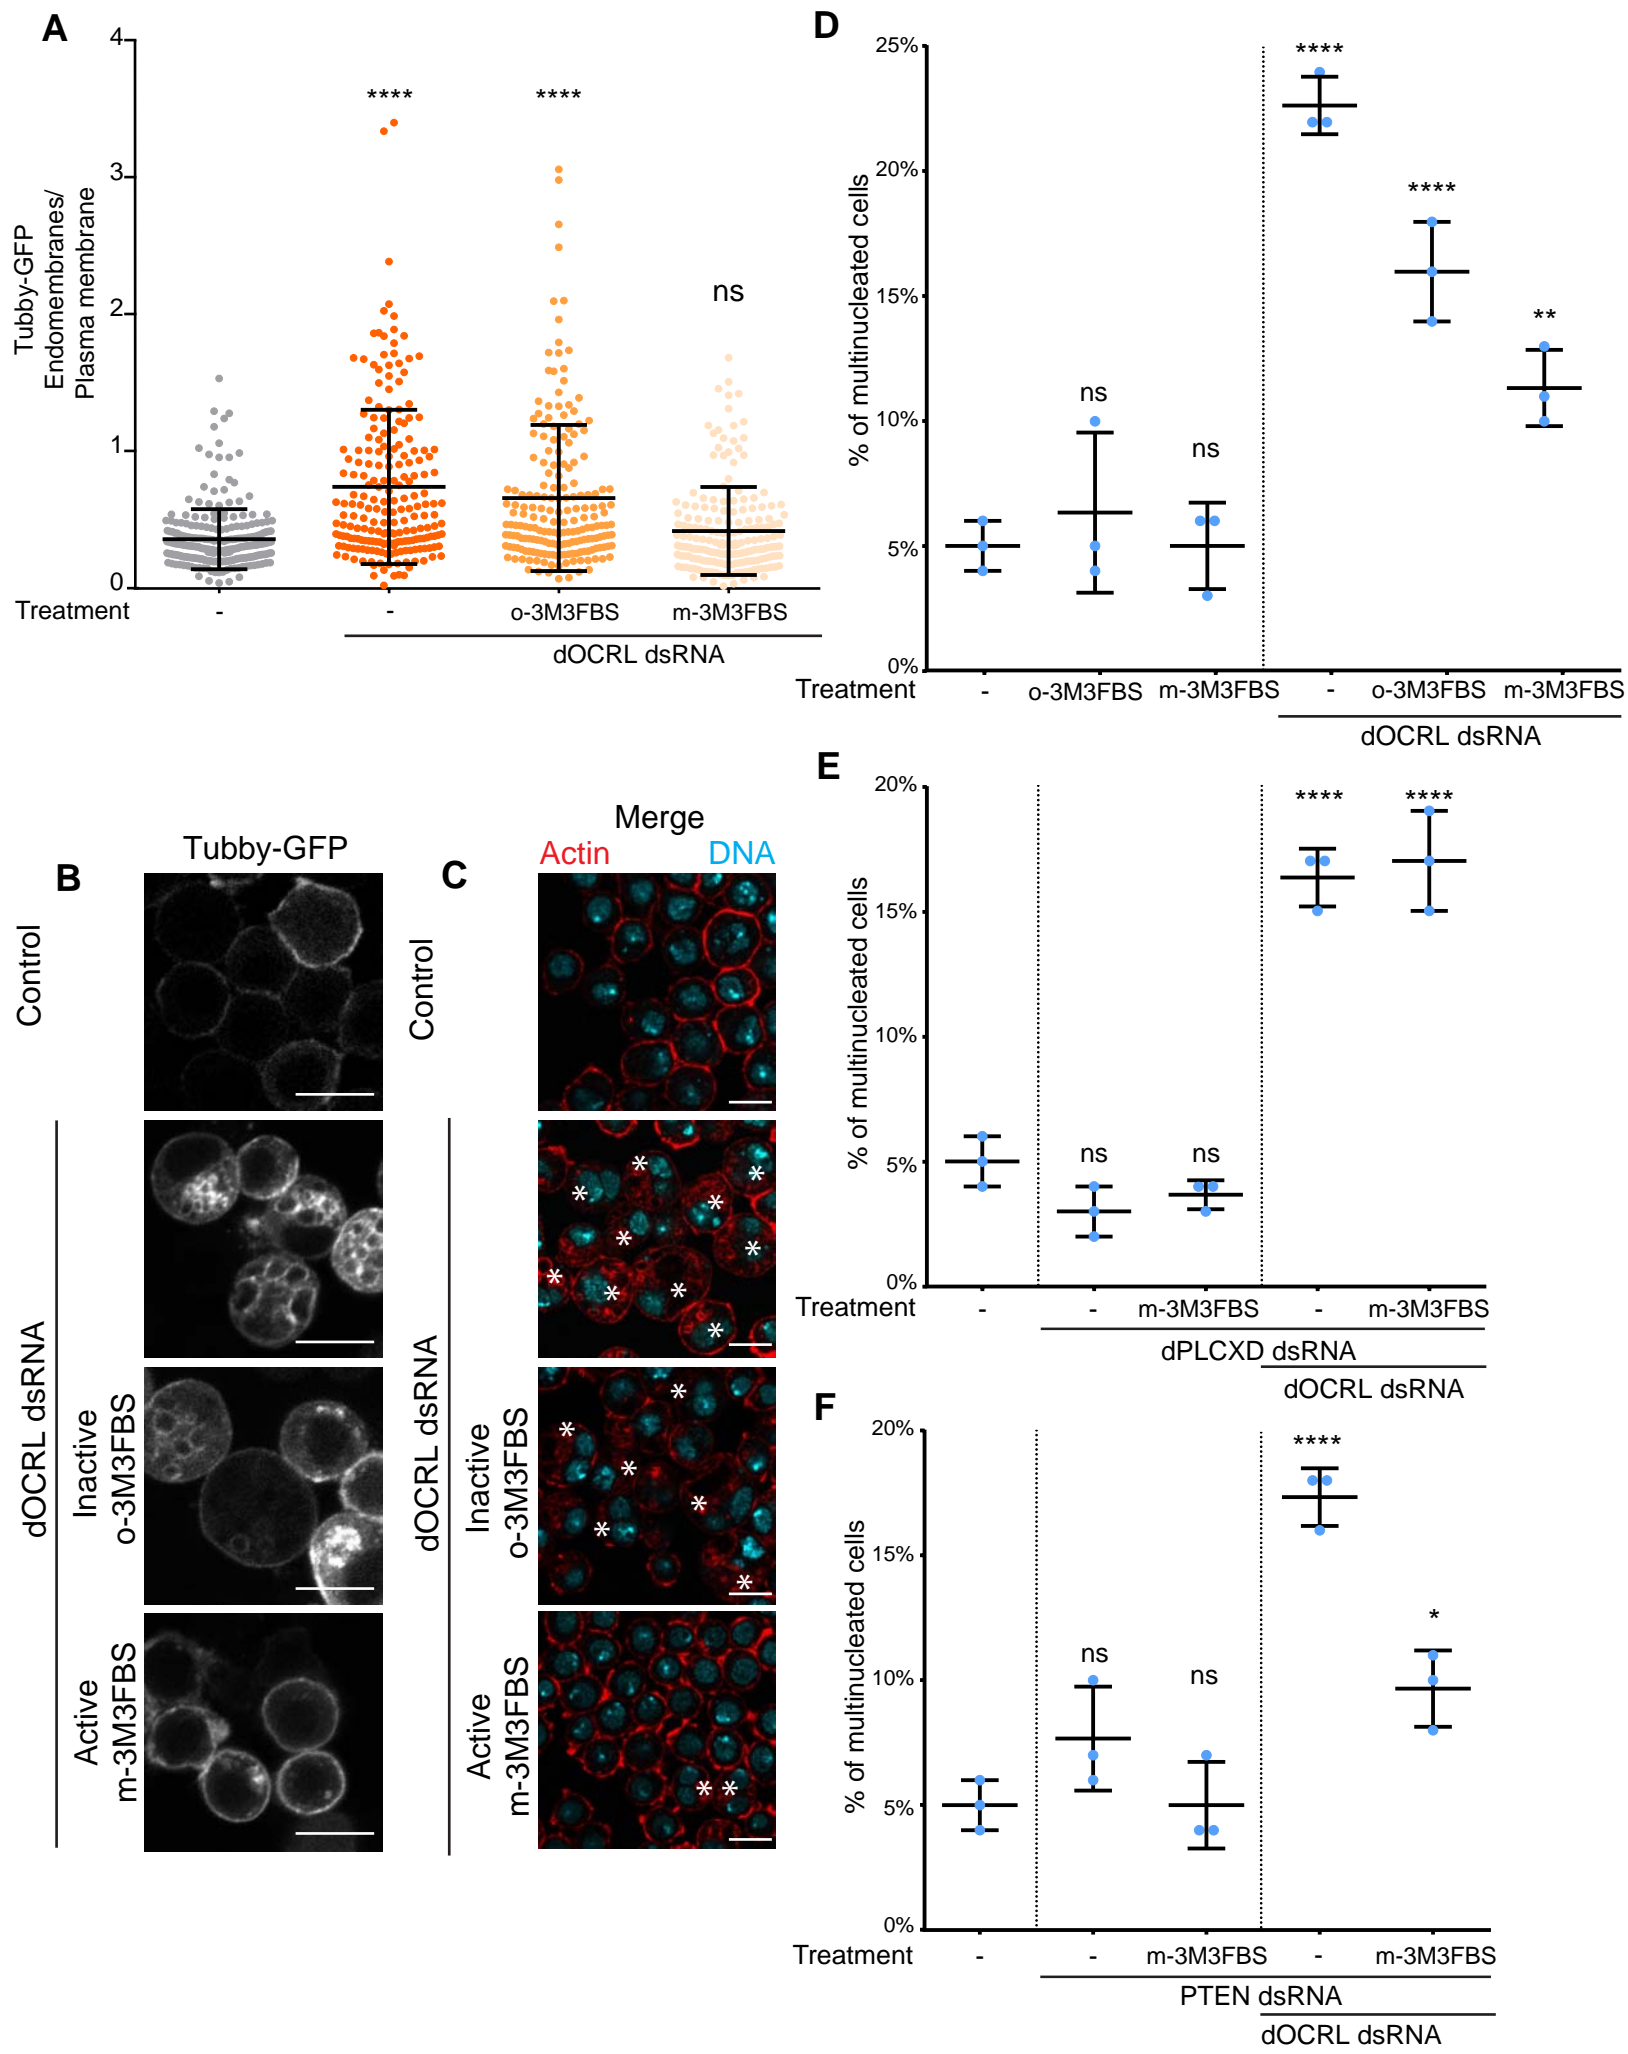 A
4
3
2
1
0
Tubby-GFP
Endomembranes/
Plasma membrane
****
****
ns
Treatment
-
-
o-3M3FBS
m-3M3FBS
dOCRL dsRNA
B
Tubby-GFP
Control
dOCRL dsRNA
Inactive
o-3M3FBS
Active
m-3M3FBS
C
Merge
Actin
DNA
Control
dOCRL dsRNA
* * * * * * * * * * *
Inactive
o-3M3FBS
* * * * * *
Active
m-3M3FBS
* *
D
25%
20%
15%
10%
5%
0%
% of multinucleated cells
ns
ns
****
****
**
Treatment
-
o-3M3FBS
m-3M3FBS
-
o-3M3FBS
m-3M3FBS
dOCRL dsRNA
E
20%
15%
10%
5%
0%
% of multinucleated cells
ns
ns
****
****
Treatment
-
-
m-3M3FBS
-
m-3M3FBS
dPLCXD dsRNA
dOCRL dsRNA
F
20%
15%
10%
5%
0%
% of multinucleated cells
ns
ns
****
*
Treatment
-
-
m-3M3FBS
-
m-3M3FBS
PTEN dsRNA
dOCRL dsRNA